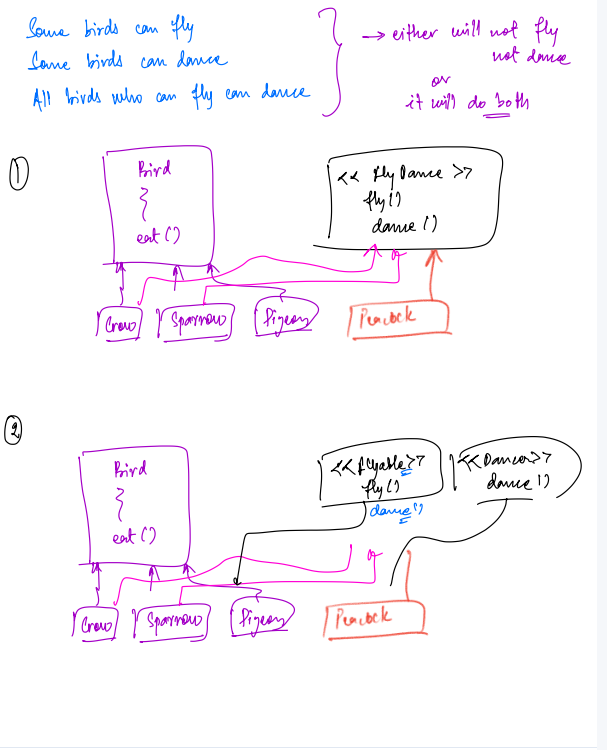 Some birds can fly
Some birds can dance
All birds who can fly can dance
→ either will not fly
not dance
or
it will do both
1
Bird
{
}
eat ()
<< Fly Dance >>
fly ()
dance ()
Crow
Sparrow
Pigeon
Peacock
2
Bird
{
}
eat ()
<< Flyable >>
fly ()
dance ()
<< Dancer >>
dance ()
Crow
Sparrow
Pigeon
Peacock